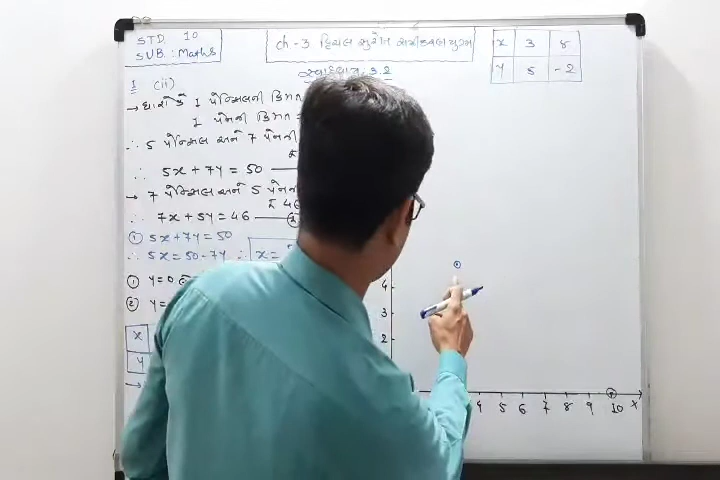 STD 10
SUB : Maths
ch-3 દ્વિચલ સુરેખ સમીકરણ યુગ્મ
x 3 8
y 5 -2
સ્વાધ્યાય 3.2
1 (ii)
→ ધારો કે 1 પેન્સિલની કિંમત
1 પેનની કિંમત =
∴ 5 પેન્સિલ અને 7 પેનની
∴ 5x + 7y = 50
→ 7 પેન્સિલ અને 5 પેનની
₹ 46
∴ 7x + 5y = 46
① 5x + 7y = 50
∴ 5x = 50 - 7y ∴ x =
① y = 0
② y =
x
y
4
3
2
4 5 6 7 8 9 10 x